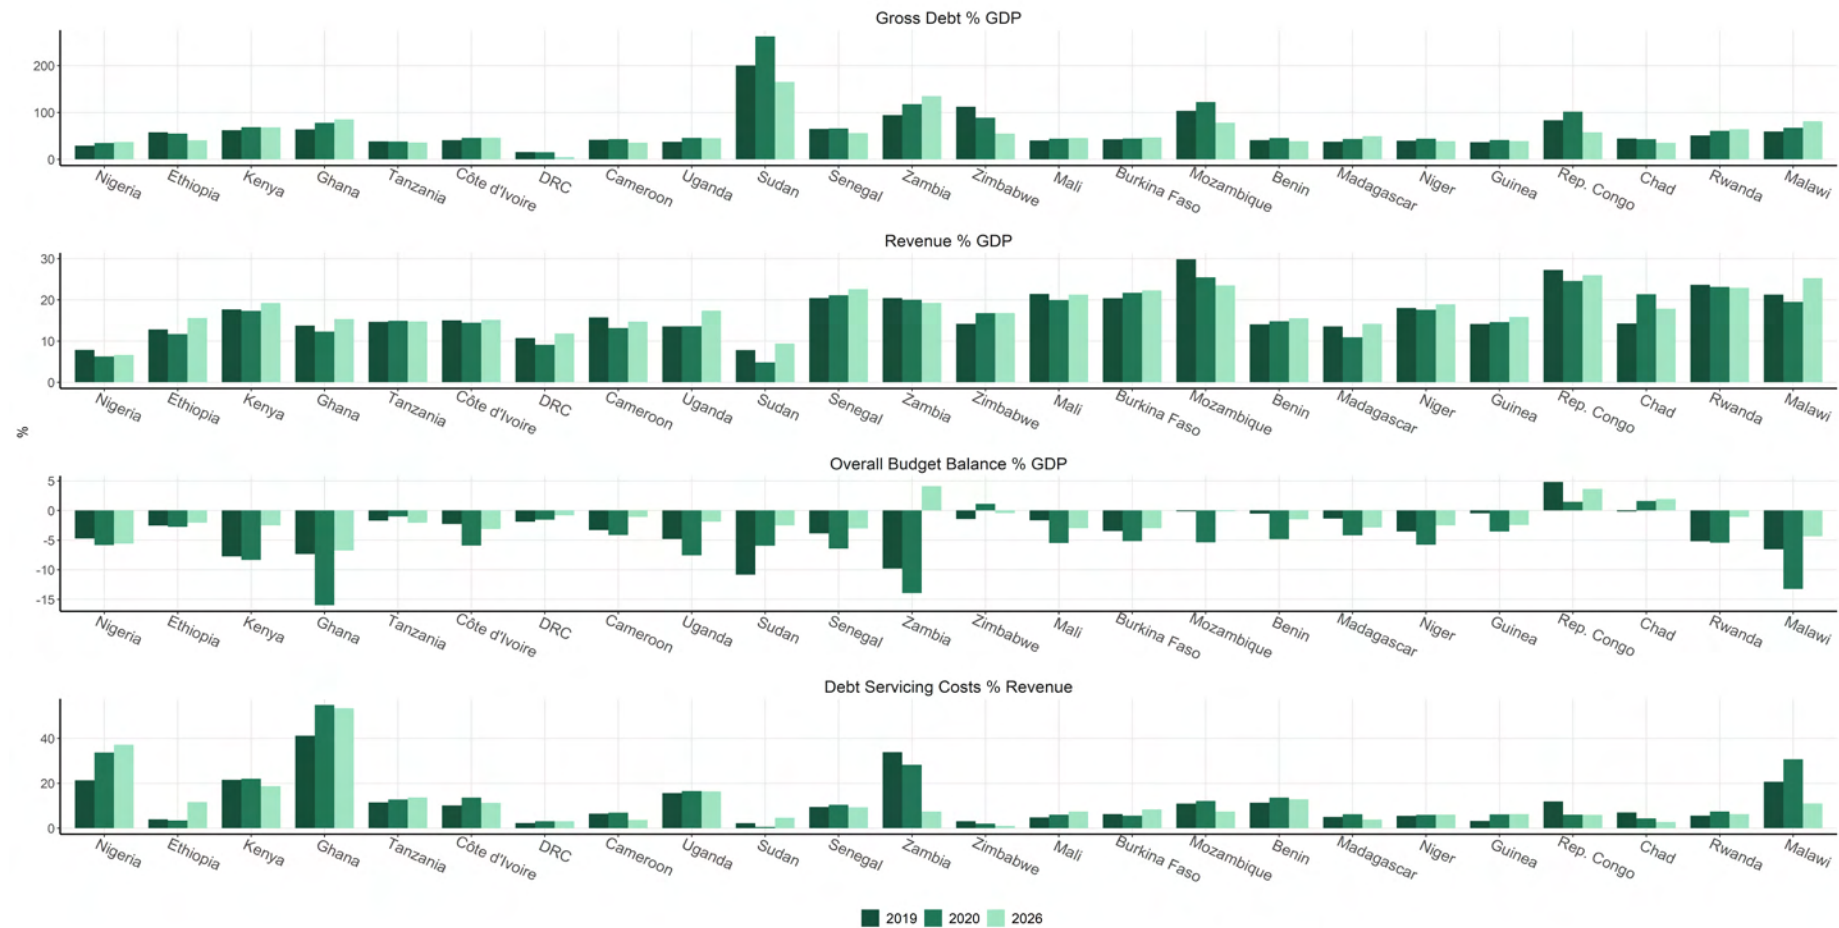 Gross Debt % GDP
200
100
0
Nigeria Ethiopia Kenya Ghana Tanzania Côte d'Ivoire DRC Cameroon Uganda Sudan Senegal Zambia Zimbabwe Mali Burkina Faso Mozambique Benin Madagascar Niger Guinea Rep. Congo Chad Rwanda Malawi
Revenue % GDP
30
20
10
0
Nigeria Ethiopia Kenya Ghana Tanzania Côte d'Ivoire DRC Cameroon Uganda Sudan Senegal Zambia Zimbabwe Mali Burkina Faso Mozambique Benin Madagascar Niger Guinea Rep. Congo Chad Rwanda Malawi
%
Overall Budget Balance % GDP
5
0
-5
-10
-15
Nigeria Ethiopia Kenya Ghana Tanzania Côte d'Ivoire DRC Cameroon Uganda Sudan Senegal Zambia Zimbabwe Mali Burkina Faso Mozambique Benin Madagascar Niger Guinea Rep. Congo Chad Rwanda Malawi
Debt Servicing Costs % Revenue
40
20
0
Nigeria Ethiopia Kenya Ghana Tanzania Côte d'Ivoire DRC Cameroon Uganda Sudan Senegal Zambia Zimbabwe Mali Burkina Faso Mozambique Benin Madagascar Niger Guinea Rep. Congo Chad Rwanda Malawi
2019 2020 2026